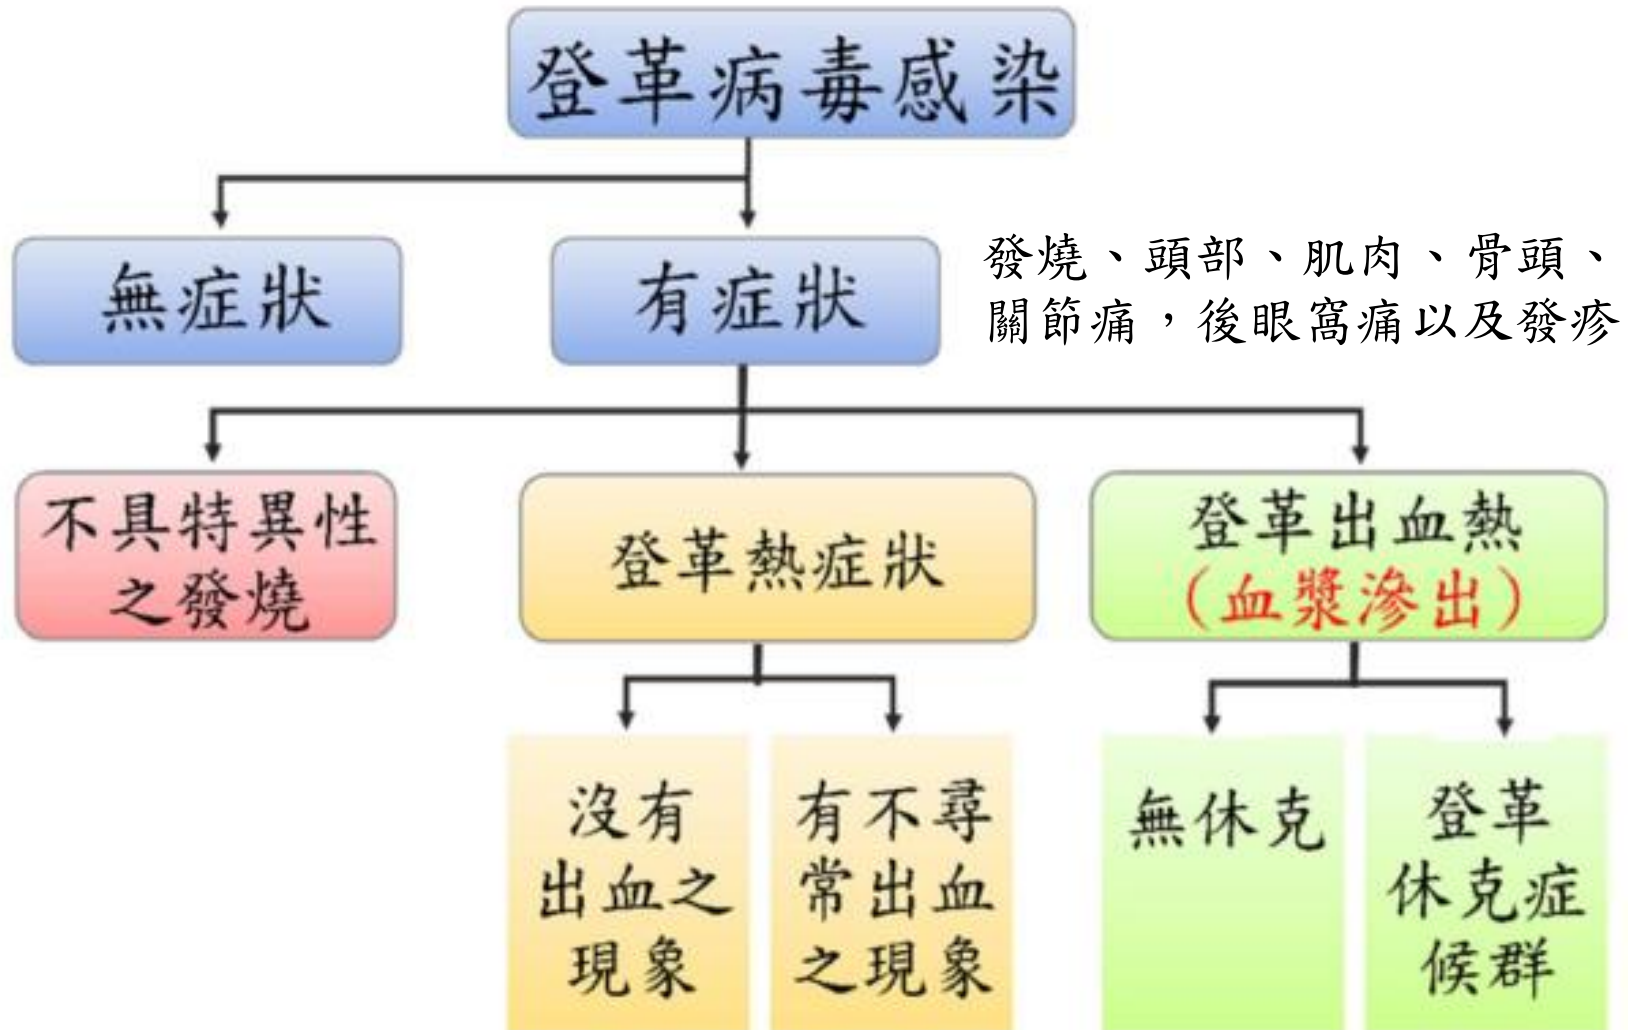 登革病毒感染
無症狀
有症狀
發燒、頭部、肌肉、骨頭、
關節痛，後眼窩痛以及發疹
不具特異性
之發燒
登革熱症狀
登革出血熱
（血漿滲出）
沒有
出血之
現象
有不尋
常出血
之現象
無休克
登革
休克症
候群